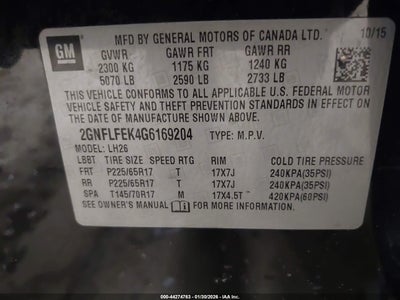 GM
MFD BY GENERAL MOTORS OF CANADA LTD. 10/15
GVWR GAWR FRT GAWR RR
2300 KG 1175 KG 1240 KG
5070 LB 2590 LB 2733 LB
THIS VEHICLE CONFORMS TO ALL APPLICABLE U.S. FEDERAL MOTOR
VEHICLE SAFETY AND THEFT PREVENTION STANDARDS IN EFFECT ON
THE DATE OF MANUFACTURE SHOWN ABOVE.
2GNFLFEK4G6169204 TYPE: M.P.V.
MODEL: LH26
LBBT TIRE SIZE SPEED RTG RIM COLD TIRE PRESSURE
FRT P225/65R17 T 17X7J 240KPA(35PSI)
RR P225/65R17 T 17X7J 240KPA(35PSI)
SPA T145/70R17 M 17X4.5T 420KPA(60PSI)
SEE OWNER'S MANUAL FOR ADDITIONAL INFORMATION.
Stock No: 44274763 - 01/30/2026 - IAA Inc.